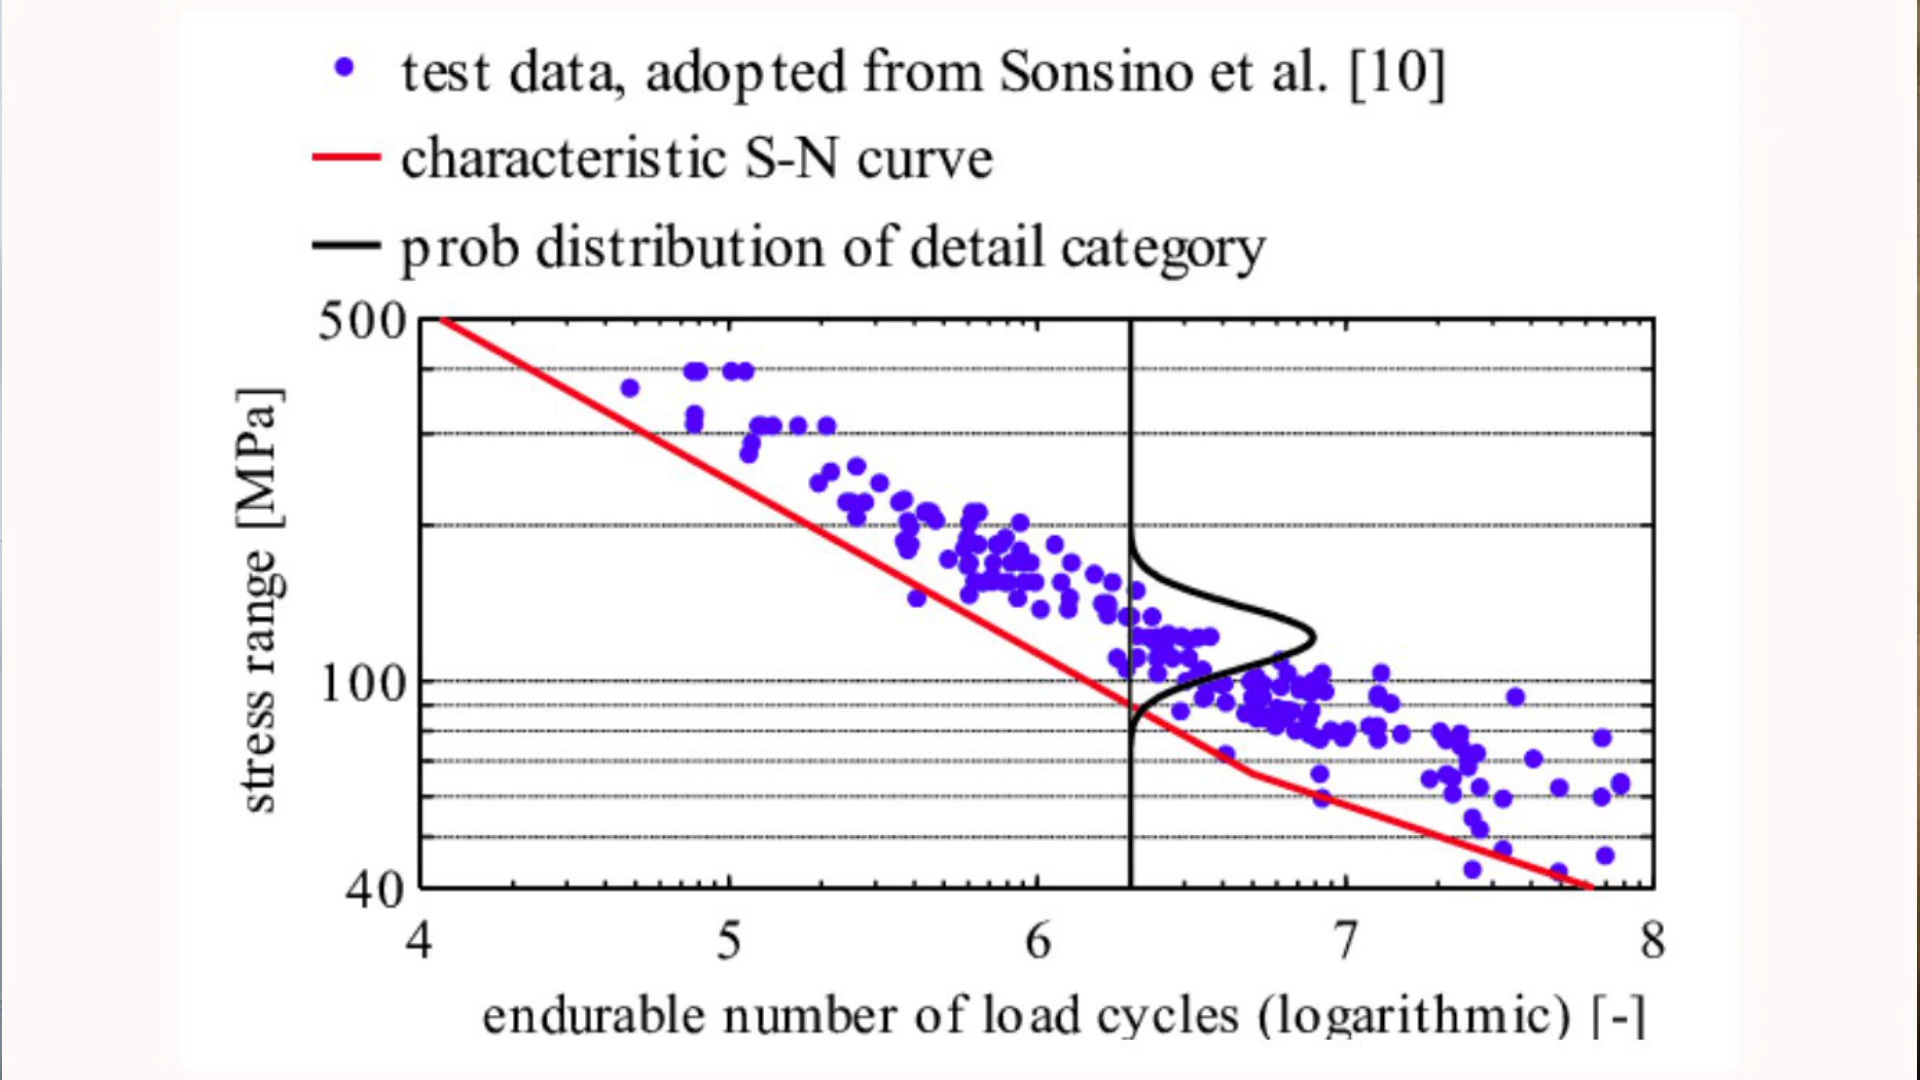 test data, adopted from Sonsino et al. [10]
characteristic S-N curve
prob distribution of detail category
500
100
40
stress range [MPa]
4 5 6 7 8
endurable number of load cycles (logarithmic) [-]